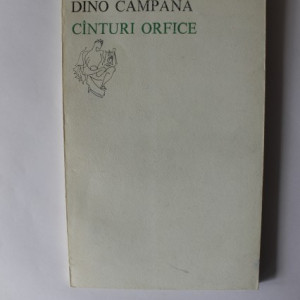 DINO CAMPANA
CÎNTURI ORFICE